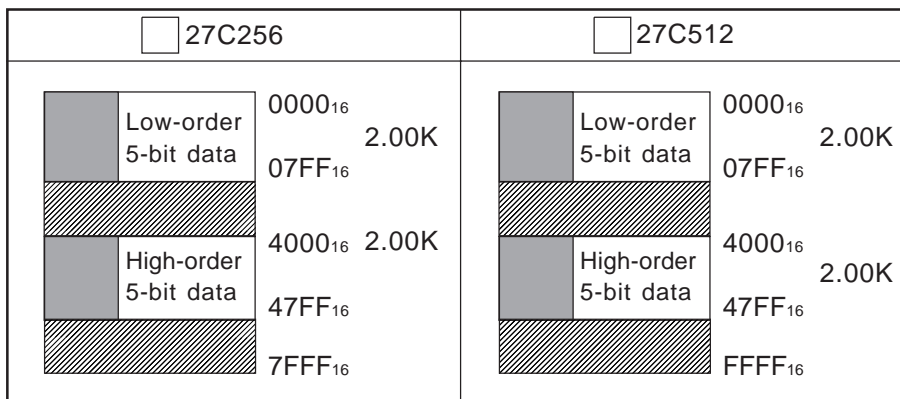 27C256
27C512
Low-order
5-bit data
0000₁₆
2.00K
07FF₁₆
High-order
5-bit data
4000₁₆ 2.00K
47FF₁₆
7FFF₁₆
Low-order
5-bit data
0000₁₆
2.00K
07FF₁₆
High-order
5-bit data
4000₁₆
2.00K
47FF₁₆
FFFF₁₆